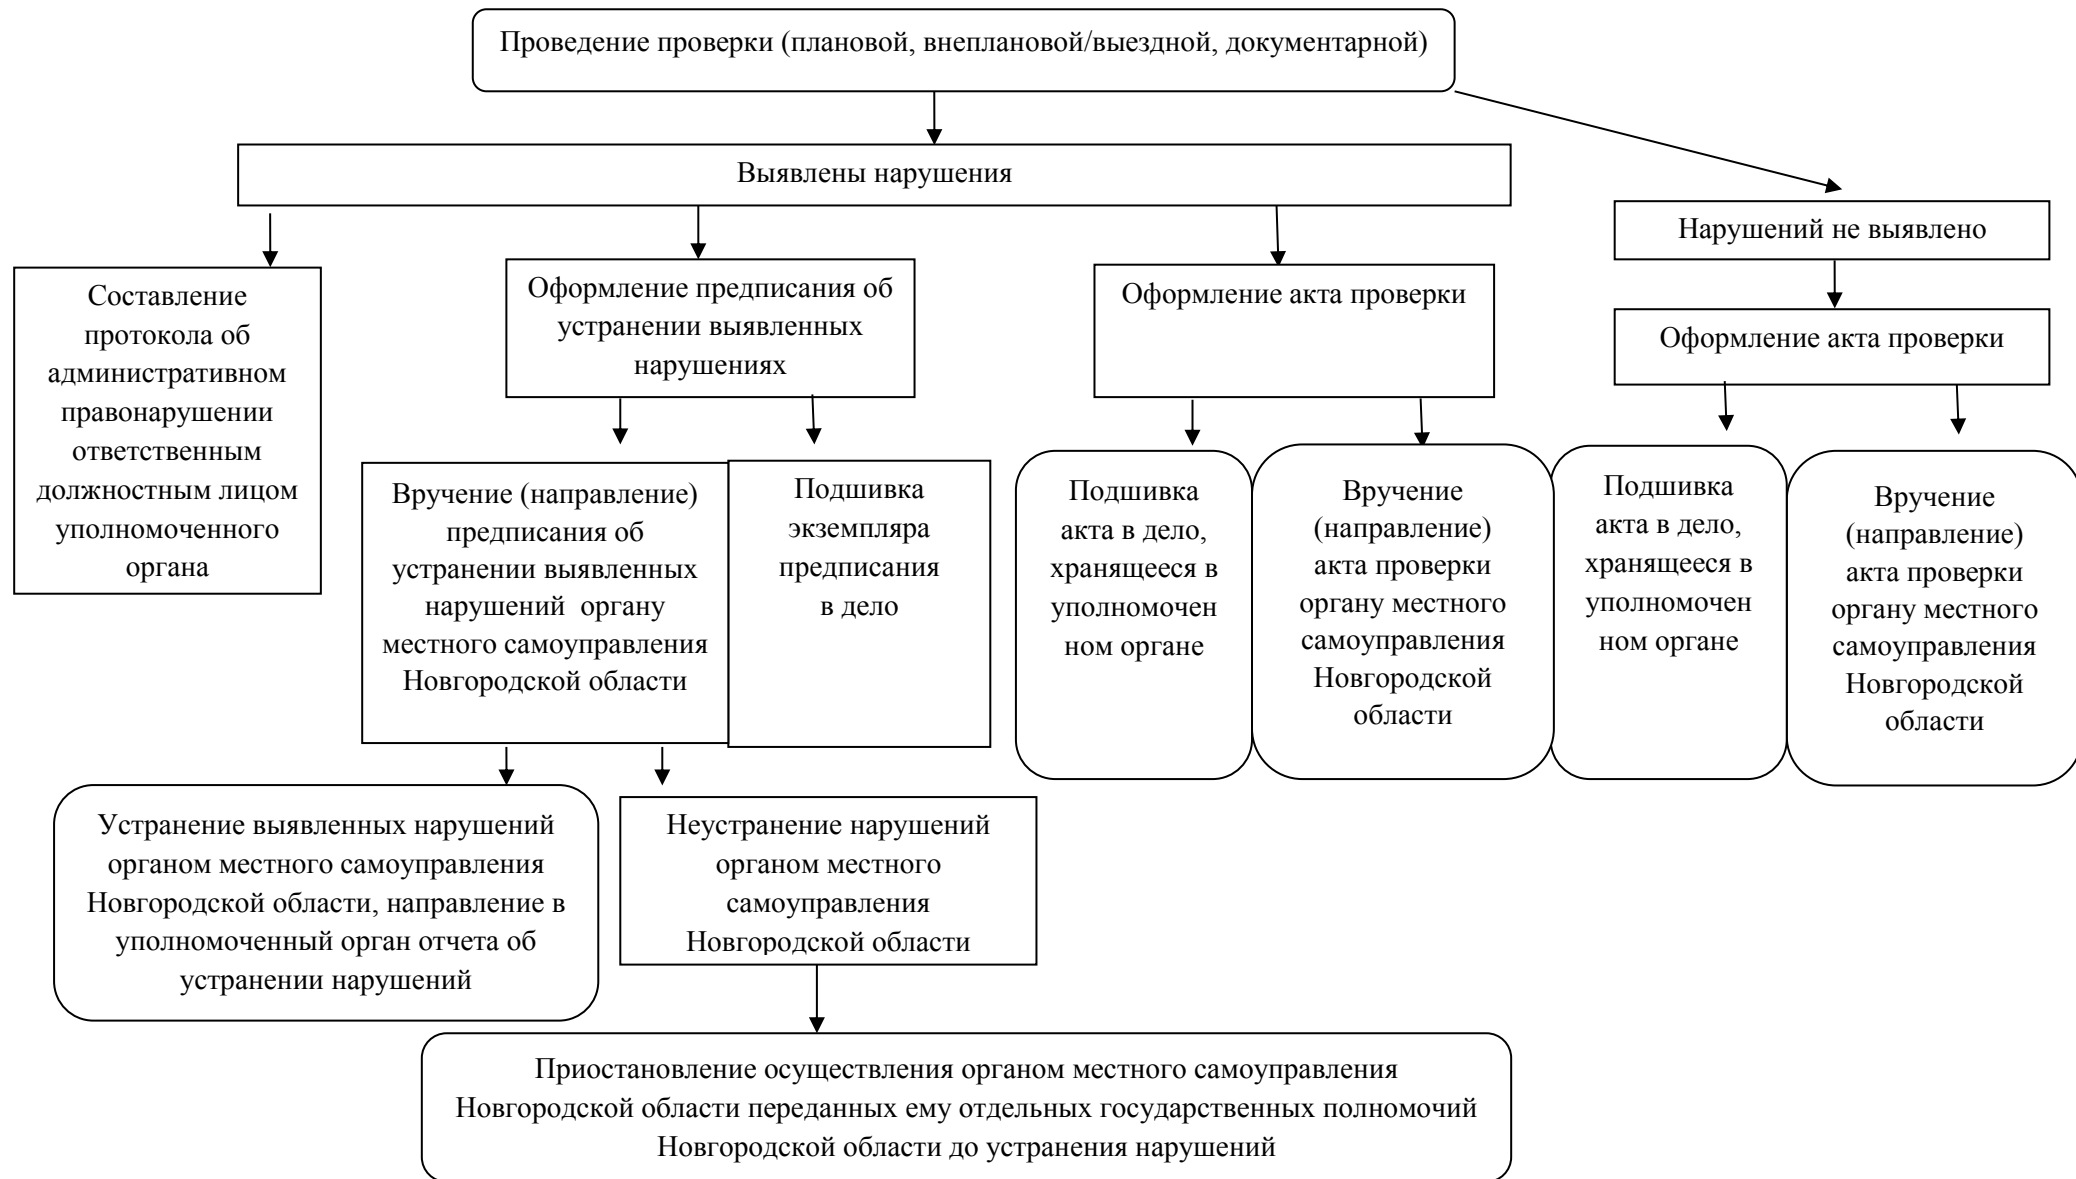 Проведение проверки (плановой, внеплановой/выездной, документарной)
Выявлены нарушения
Нарушений не выявлено
Составление
протокола об
административном
правонарушении
ответственным
должностным лицом
уполномоченного
органа
Оформление предписания об
устранении выявленных
нарушениях
Оформление акта проверки
Оформление акта проверки
Вручение (направление)
предписания об
устранении выявленных
нарушений органу
местного самоуправления
Новгородской области
Подшивка
экземпляра
предписания
в дело
Подшивка
акта в дело,
хранящееся в
уполномочен
ном органе
Вручение
(направление)
акта проверки
органу местного
самоуправления
Новгородской
области
Подшивка
акта в дело,
хранящееся в
уполномочен
ном органе
Вручение
(направление)
акта проверки
органу местного
самоуправления
Новгородской
области
Устранение выявленных нарушений
органом местного самоуправления
Новгородской области, направление в
уполномоченный орган отчета об
устранении нарушений
Неустранение нарушений
органом местного
самоуправления
Новгородской области
Приостановление осуществления органом местного самоуправления
Новгородской области переданных ему отдельных государственных полномочий
Новгородской области до устранения нарушений